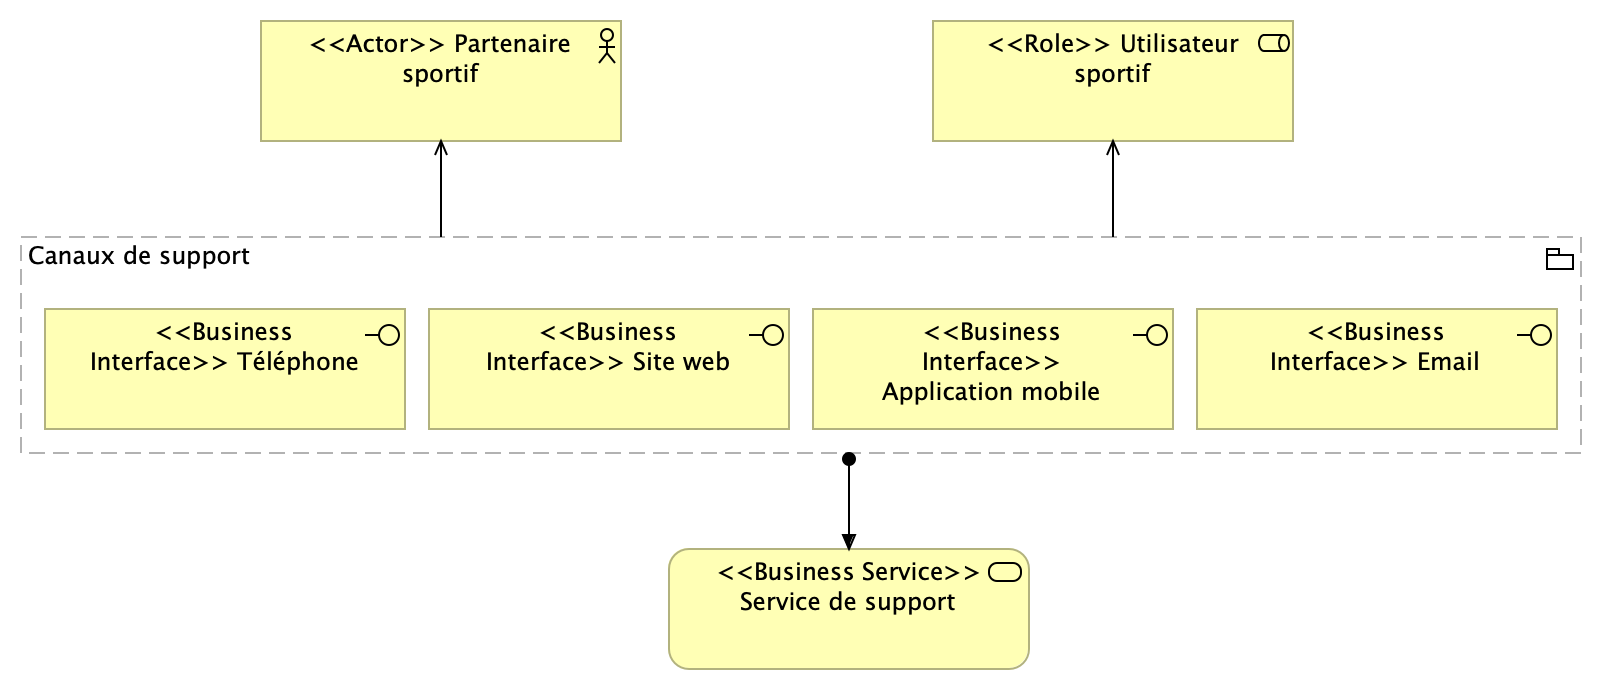 <<Actor>> Partenaire
sportif
<<Role>> Utilisateur
sportif
Canaux de support
<<Business
Interface>> Téléphone
<<Business
Interface>> Site web
<<Business
Interface>>
Application mobile
<<Business
Interface>> Email
<<Business Service>>
Service de support